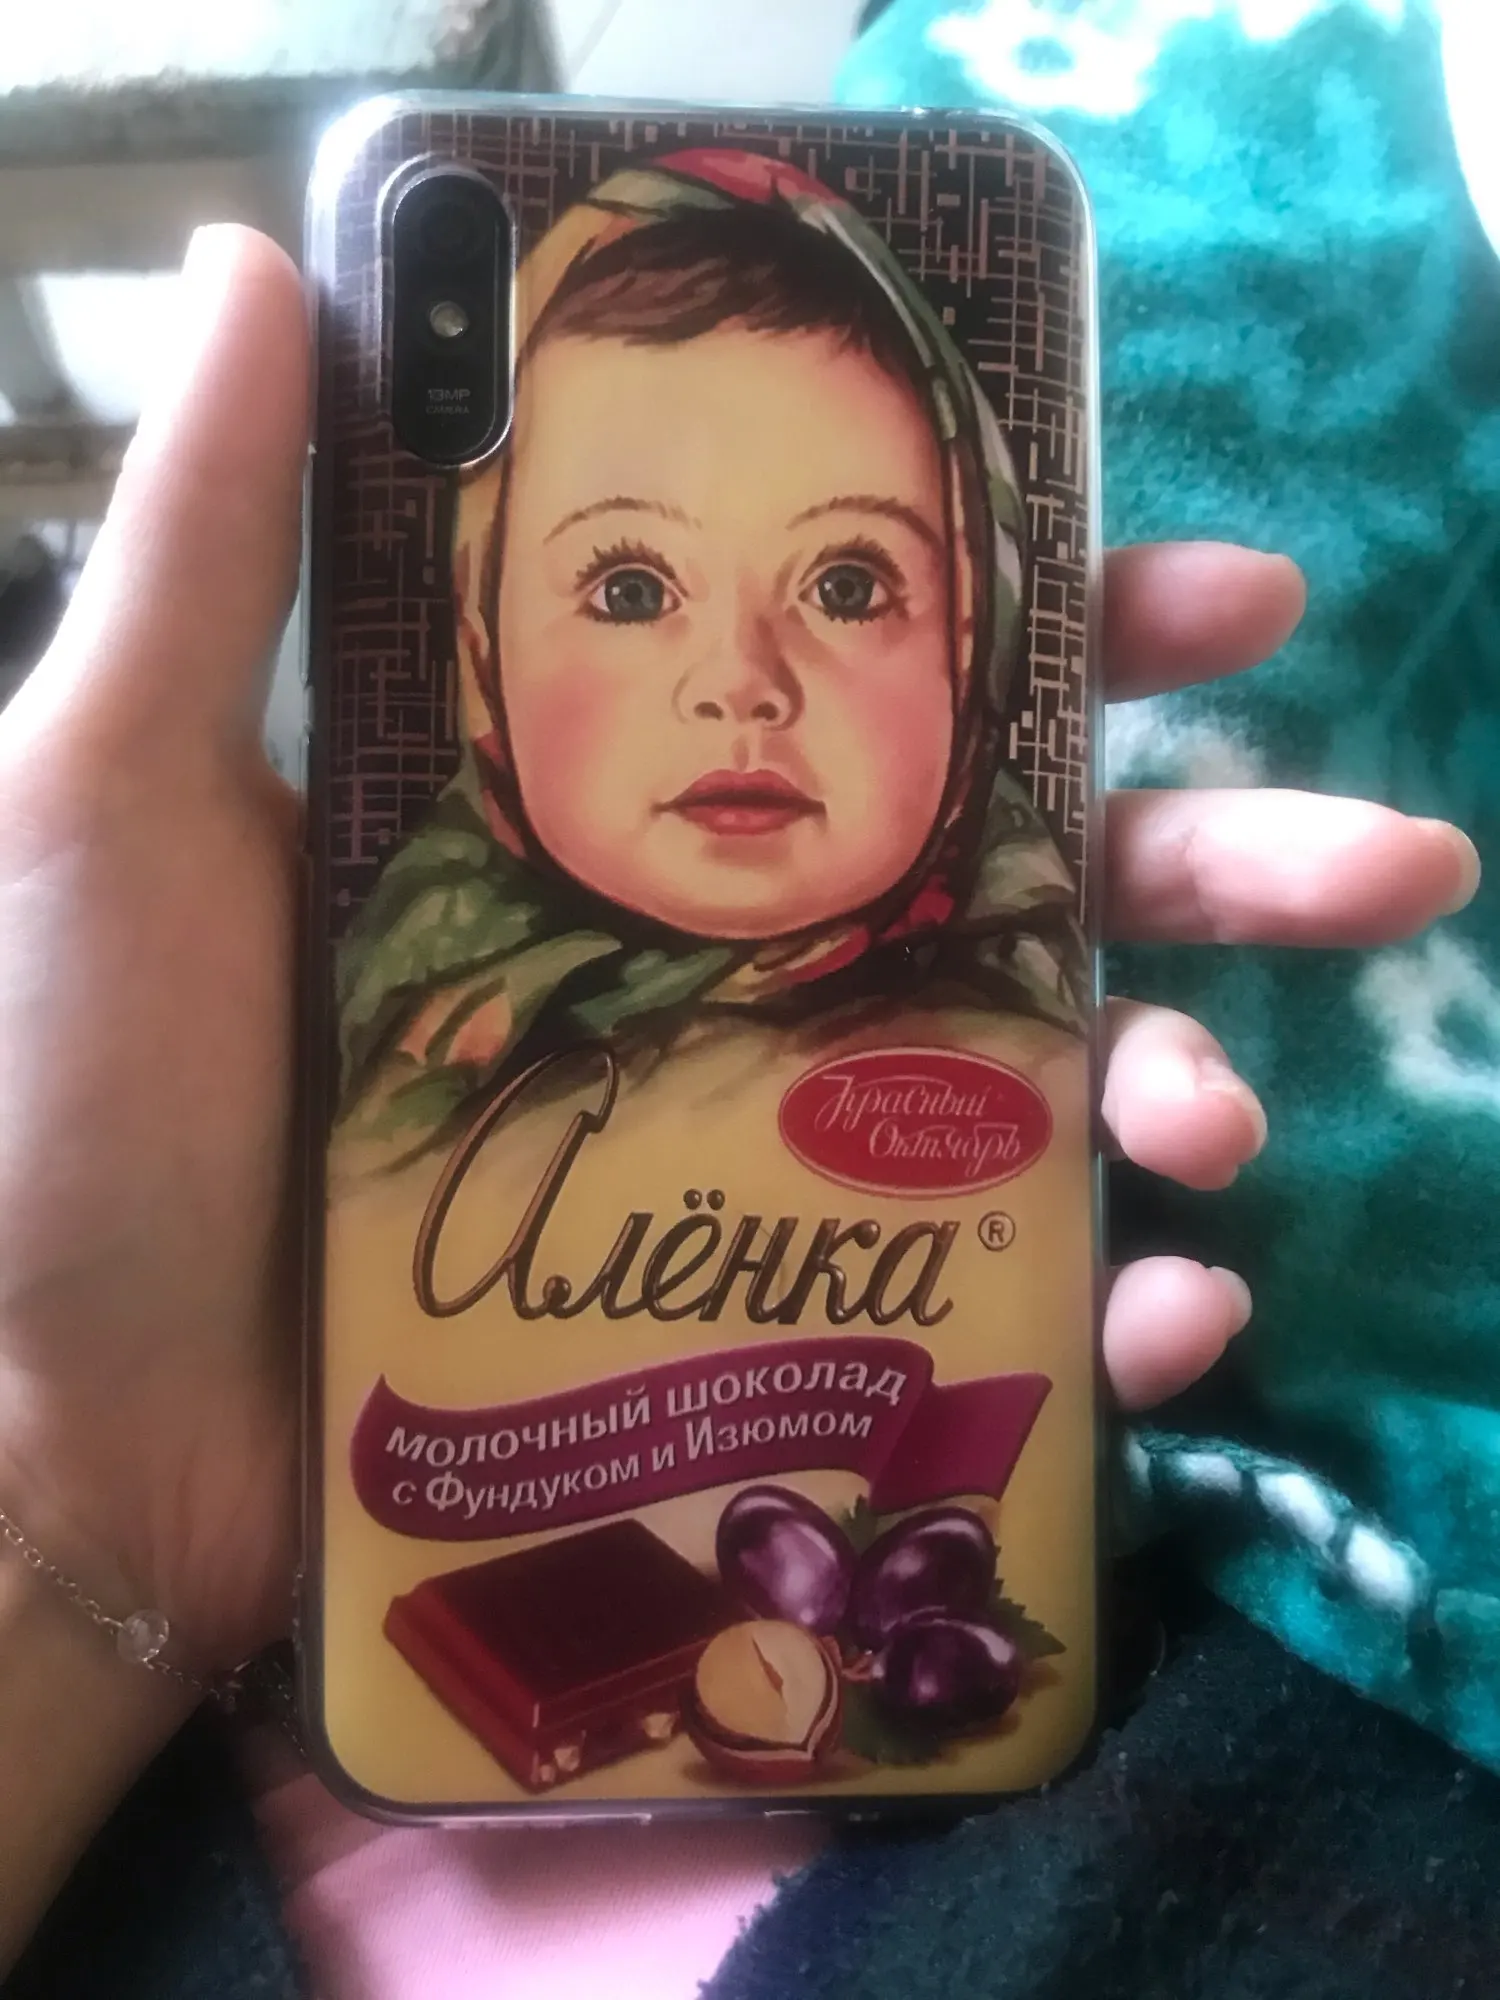 13MP
CAMERA
Красный
Октябрь
Алёнка®
молочный шоколад
с Фундуком и Изюмом